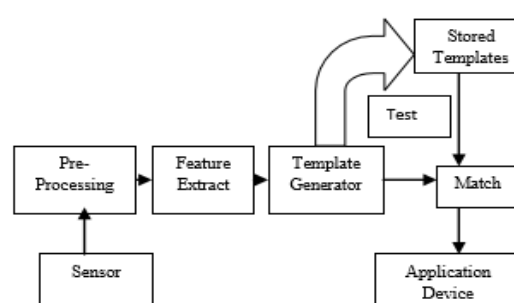 Stored
Templates
Test
Pre-
Processing
Feature
Extract
Template
Generator
Match
Sensor
Application
Device